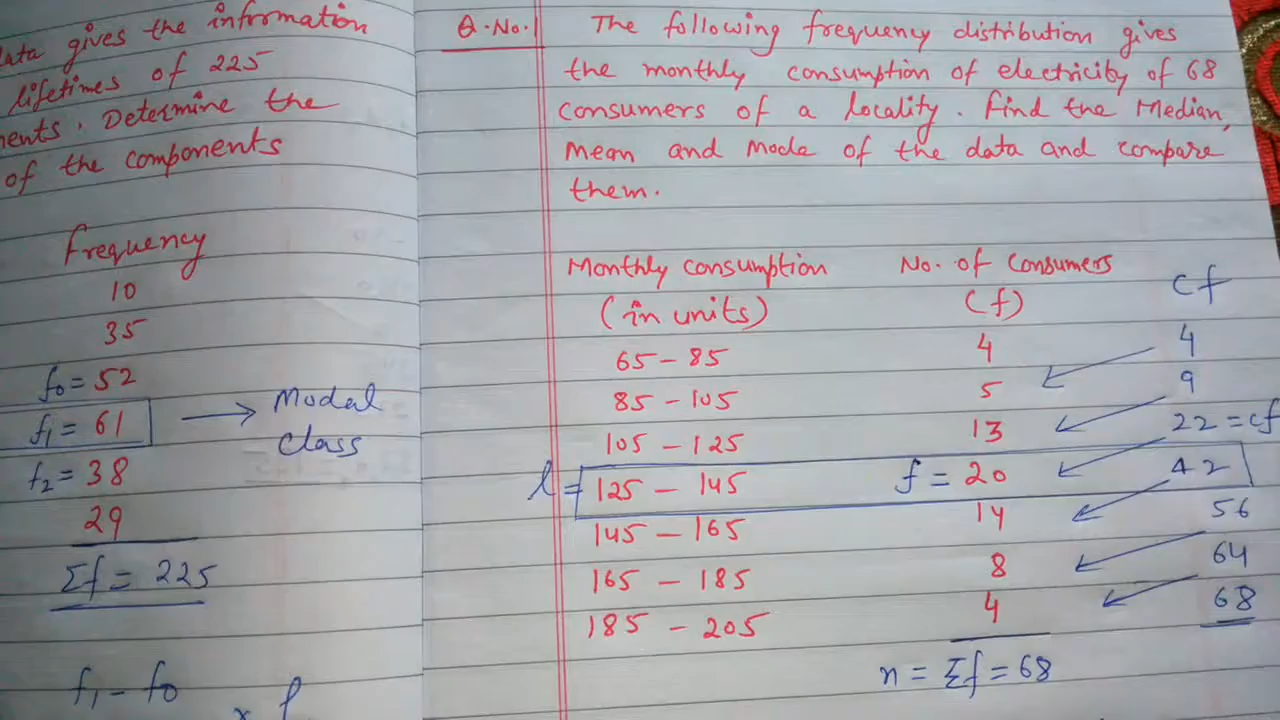 data gives the information
lifetimes of 225
ments. Determine the
of the components
Frequency
10
35
f₀ = 52
f₁ = 61 → Modal
class
f₂ = 38
29
Σf = 225
f₁ - f₀
× l
Q.No.1 The following frequency distribution gives
the monthly consumption of electricity of 68
consumers of a locality. Find the Median,
Mean and Mode of the data and compare
them.
Monthly consumption No. of Consumers cf
(in units) (f)
65 - 85 4 4
85 - 105 5 9
105 - 125 13 22 = cf
l = 125 - 145 f = 20 42
145 - 165 14 56
165 - 185 8 64
185 - 205 4 68
n = Σf = 68